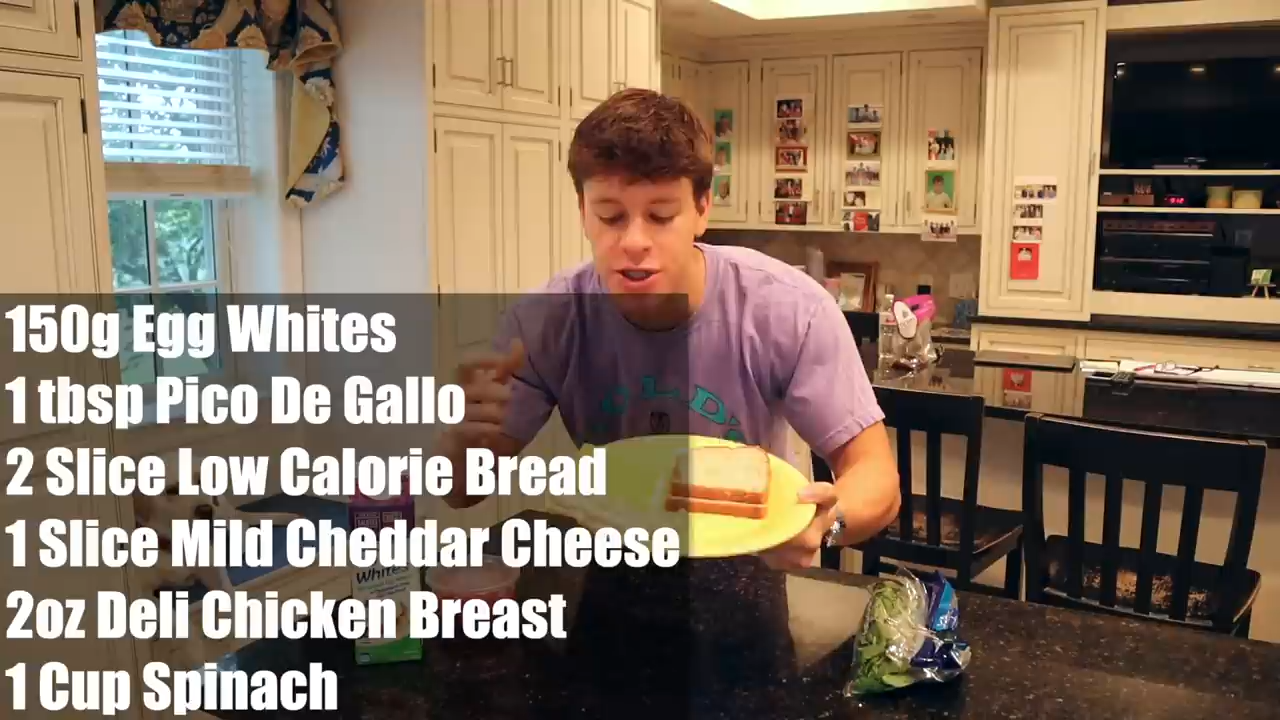 150g Egg Whites
1 tbsp Pico De Gallo
2 Slice Low Calorie Bread
1 Slice Mild Cheddar Cheese
2oz Deli Chicken Breast
1 Cup Spinach
Whites